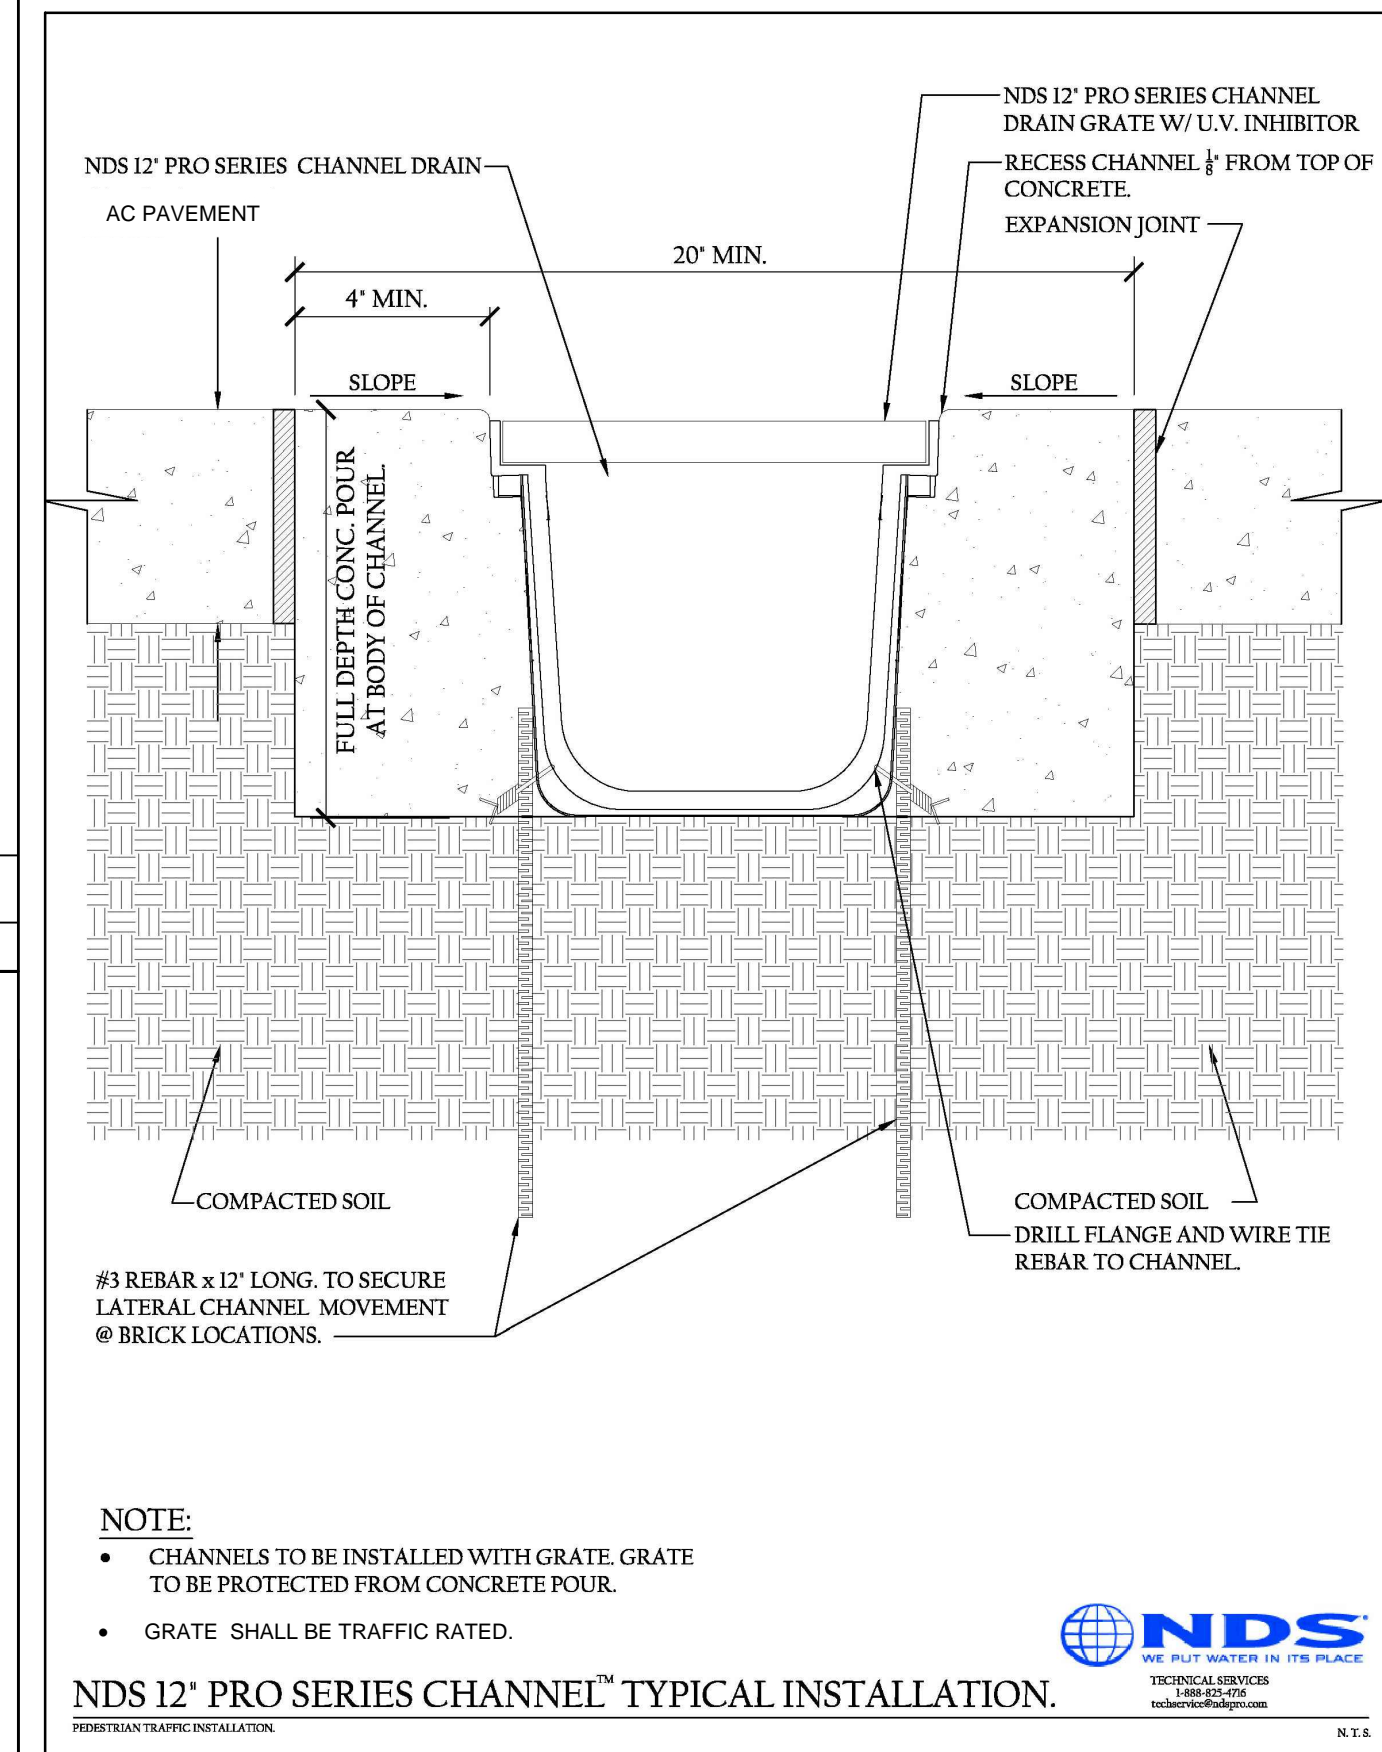 NDS 12" PRO SERIES CHANNEL
DRAIN GRATE W/ U.V. INHIBITOR
NDS 12" PRO SERIES CHANNEL DRAIN
RECESS CHANNEL 1/8" FROM TOP OF
CONCRETE.
AC PAVEMENT
EXPANSION JOINT
20" MIN.
4" MIN.
SLOPE
SLOPE
FULL DEPTH CONC. POUR
AT BODY OF CHANNEL.
COMPACTED SOIL
COMPACTED SOIL
DRILL FLANGE AND WIRE TIE
REBAR TO CHANNEL.
#3 REBAR x 12" LONG. TO SECURE
LATERAL CHANNEL MOVEMENT
@ BRICK LOCATIONS.
NOTE:
• CHANNELS TO BE INSTALLED WITH GRATE. GRATE
TO BE PROTECTED FROM CONCRETE POUR.
• GRATE SHALL BE TRAFFIC RATED.
NDS
WE PUT WATER IN ITS PLACE
TECHNICAL SERVICES
1-888-825-4716
techservice@ndspro.com
NDS 12" PRO SERIES CHANNEL™ TYPICAL INSTALLATION.
PEDESTRIAN TRAFFIC INSTALLATION.
N. T. S.